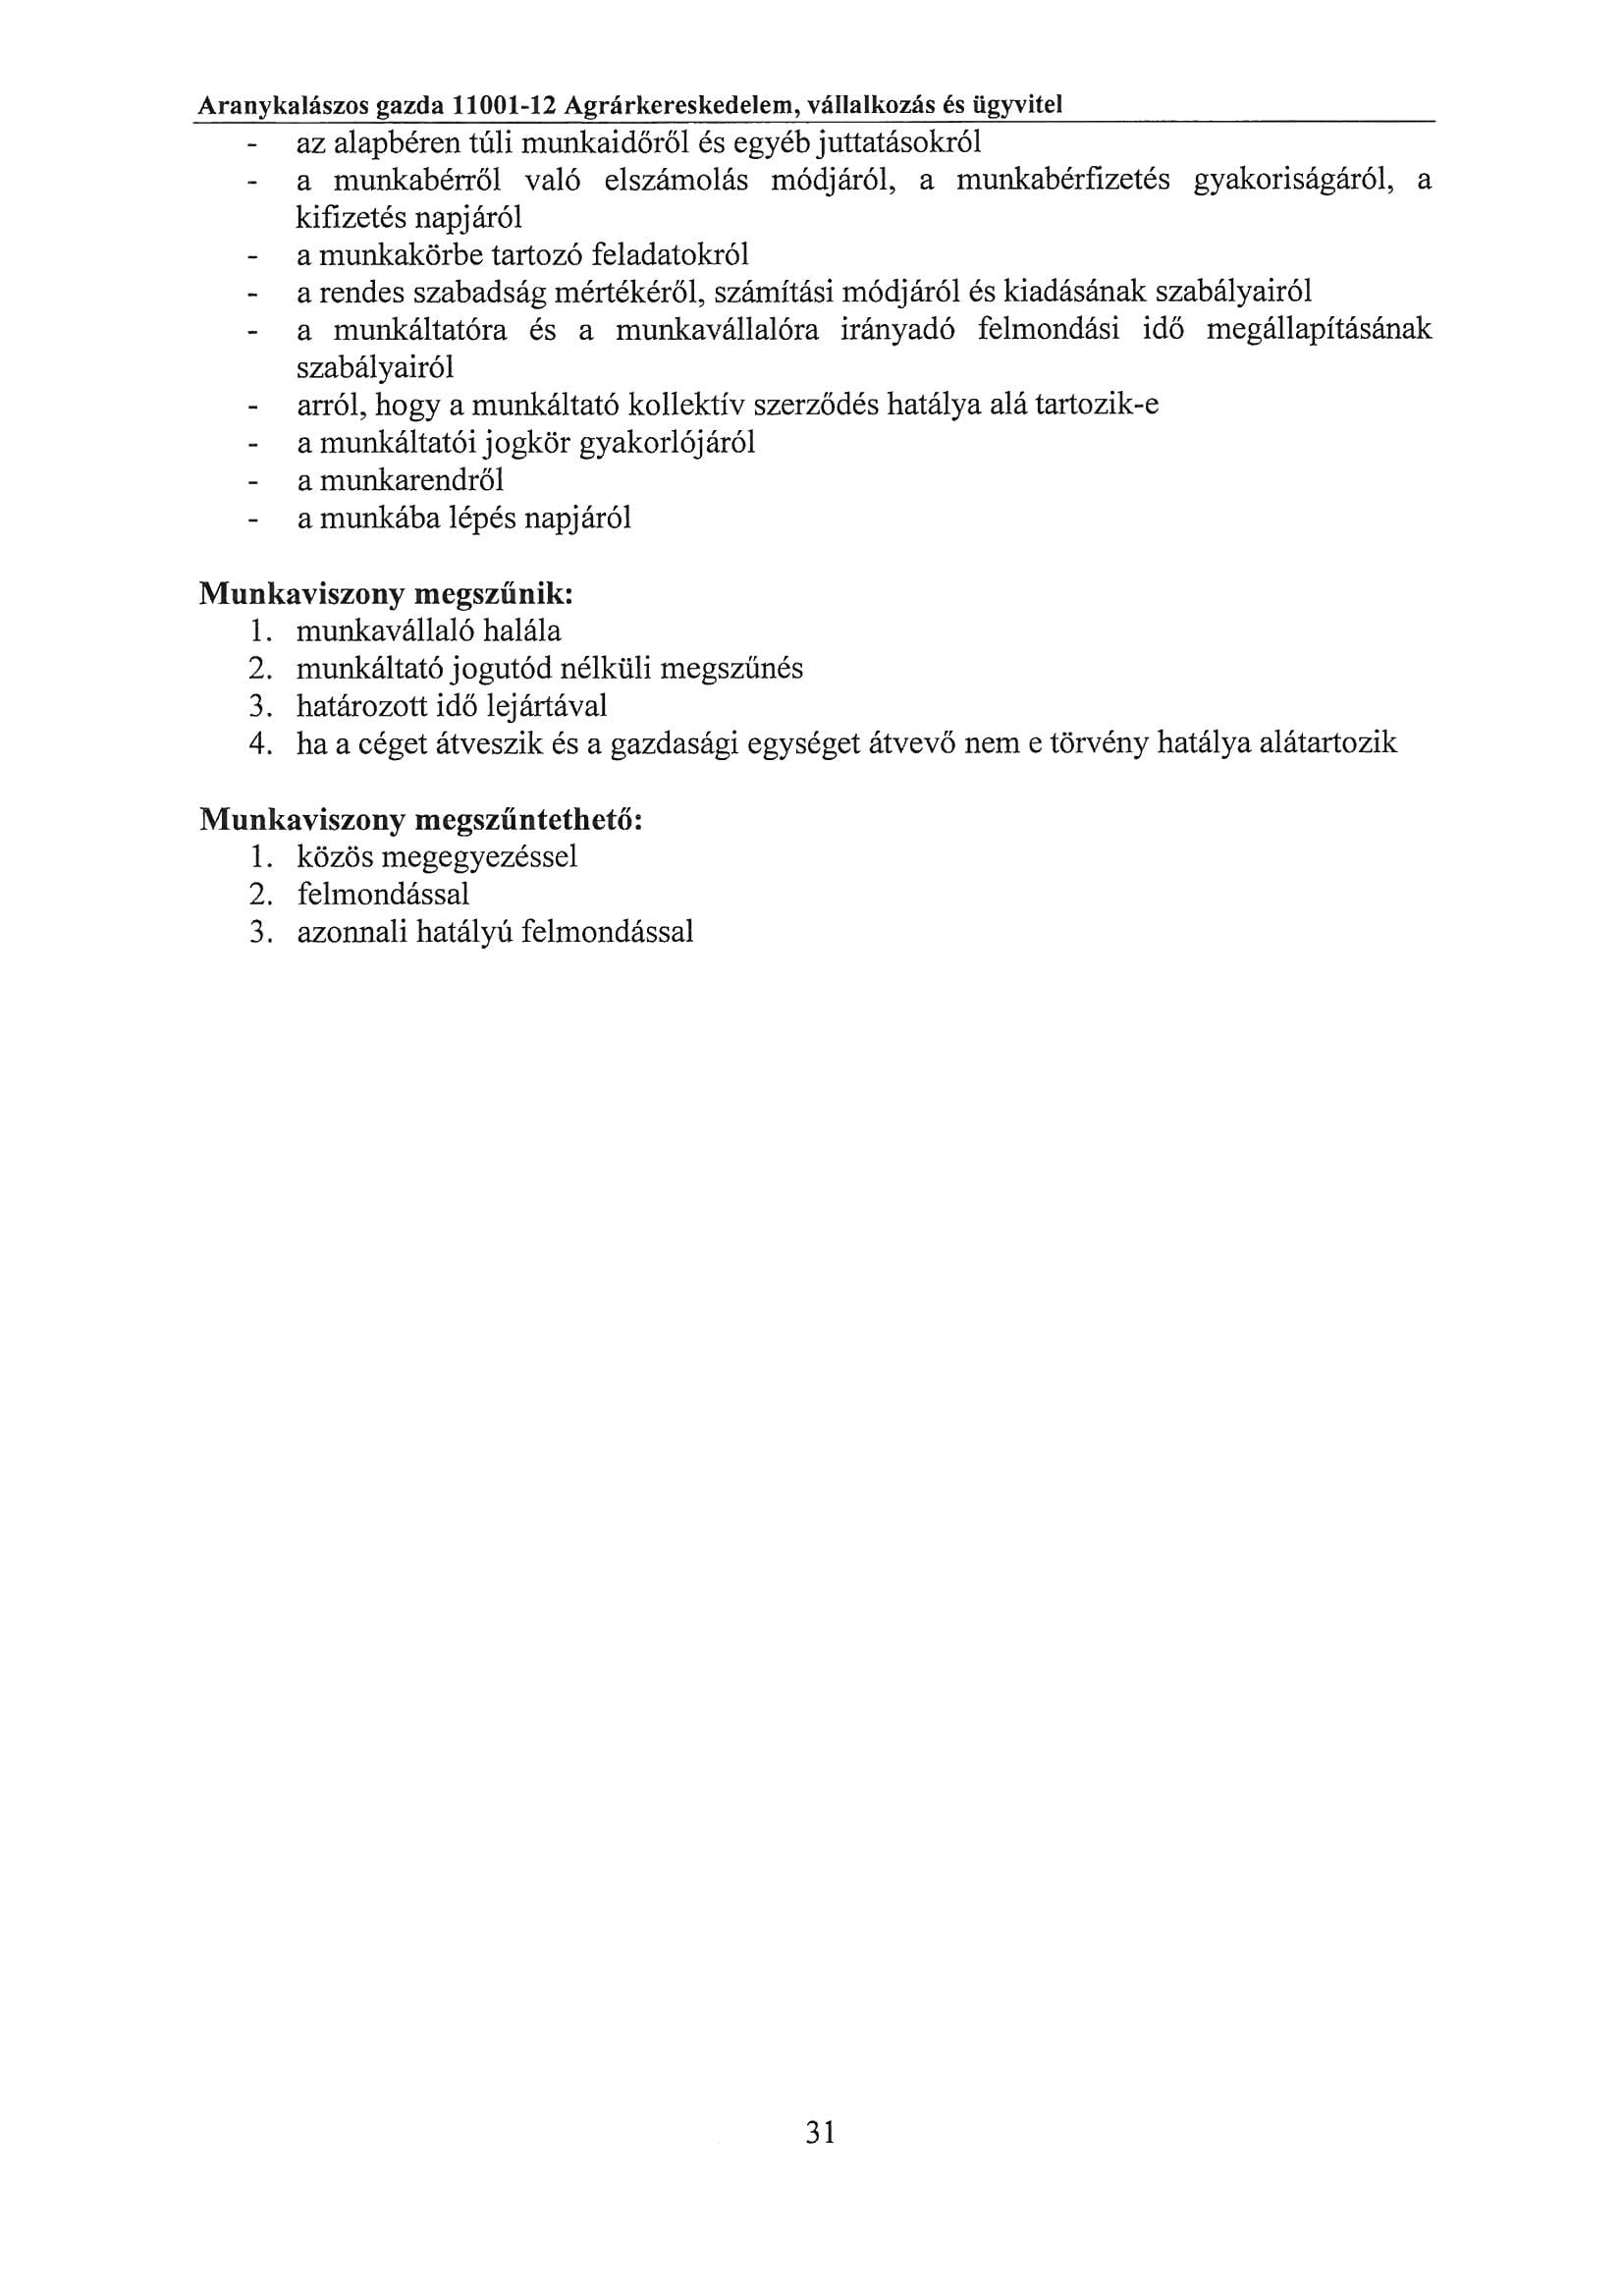 Aranykalászos gazda 11001-12 Agrárkereskedelem, vállalkozás és ügyvitel
- az alapbéren túli munkaidőről és egyéb juttatásokról
- a munkabérről való elszámolás módjáról, a munkabérfizetés gyakoriságáról, a
kifizetés napjáról
- a munkakörbe tartozó feladatokról
- a rendes szabadság mértékéről, számítási módjáról és kiadásának szabályairól
- a munkáltatóra és a munkavállalóra irányadó felmondási idő megállapításának
szabályairól
- arról, hogy a munkáltató kollektív szerződés hatálya alá tartozik-e
- a munkáltatói jogkör gyakorlójáról
- a munkarendről
- a munkába lépés napjáról
Munkaviszony megszűnik:
1. munkavállaló halála
2. munkáltató jogutód nélküli megszűnés
3. határozott idő lejártával
4. ha a céget átveszik és a gazdasági egységet átvevő nem e törvény hatálya alátartozik
Munkaviszony megszűntethető:
1. közös megegyezéssel
2. felmondással
3. azonnali hatályú felmondással
31